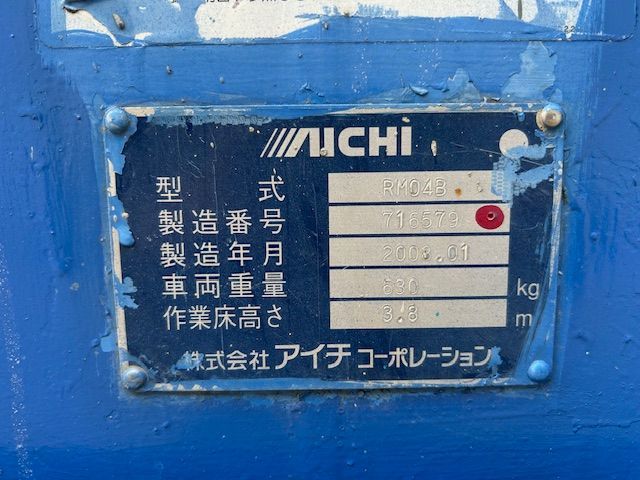 AICHI
型式 RM04B
製造番号 716579
製造年月 2008.01
車両重量 630 kg
作業床高さ 3.8 m
株式会社 アイチ コーポレーション